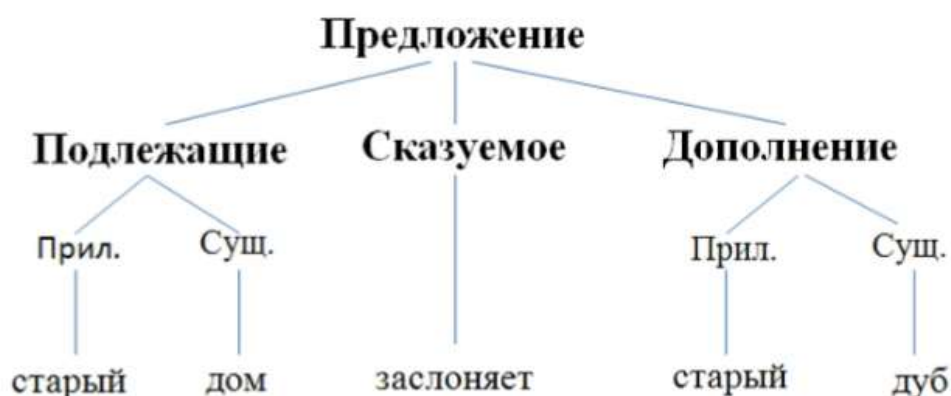 Предложение
Подлежащие Сказуемое Дополнение
Прил. Сущ. Прил. Сущ.
старый дом заслоняет старый дуб